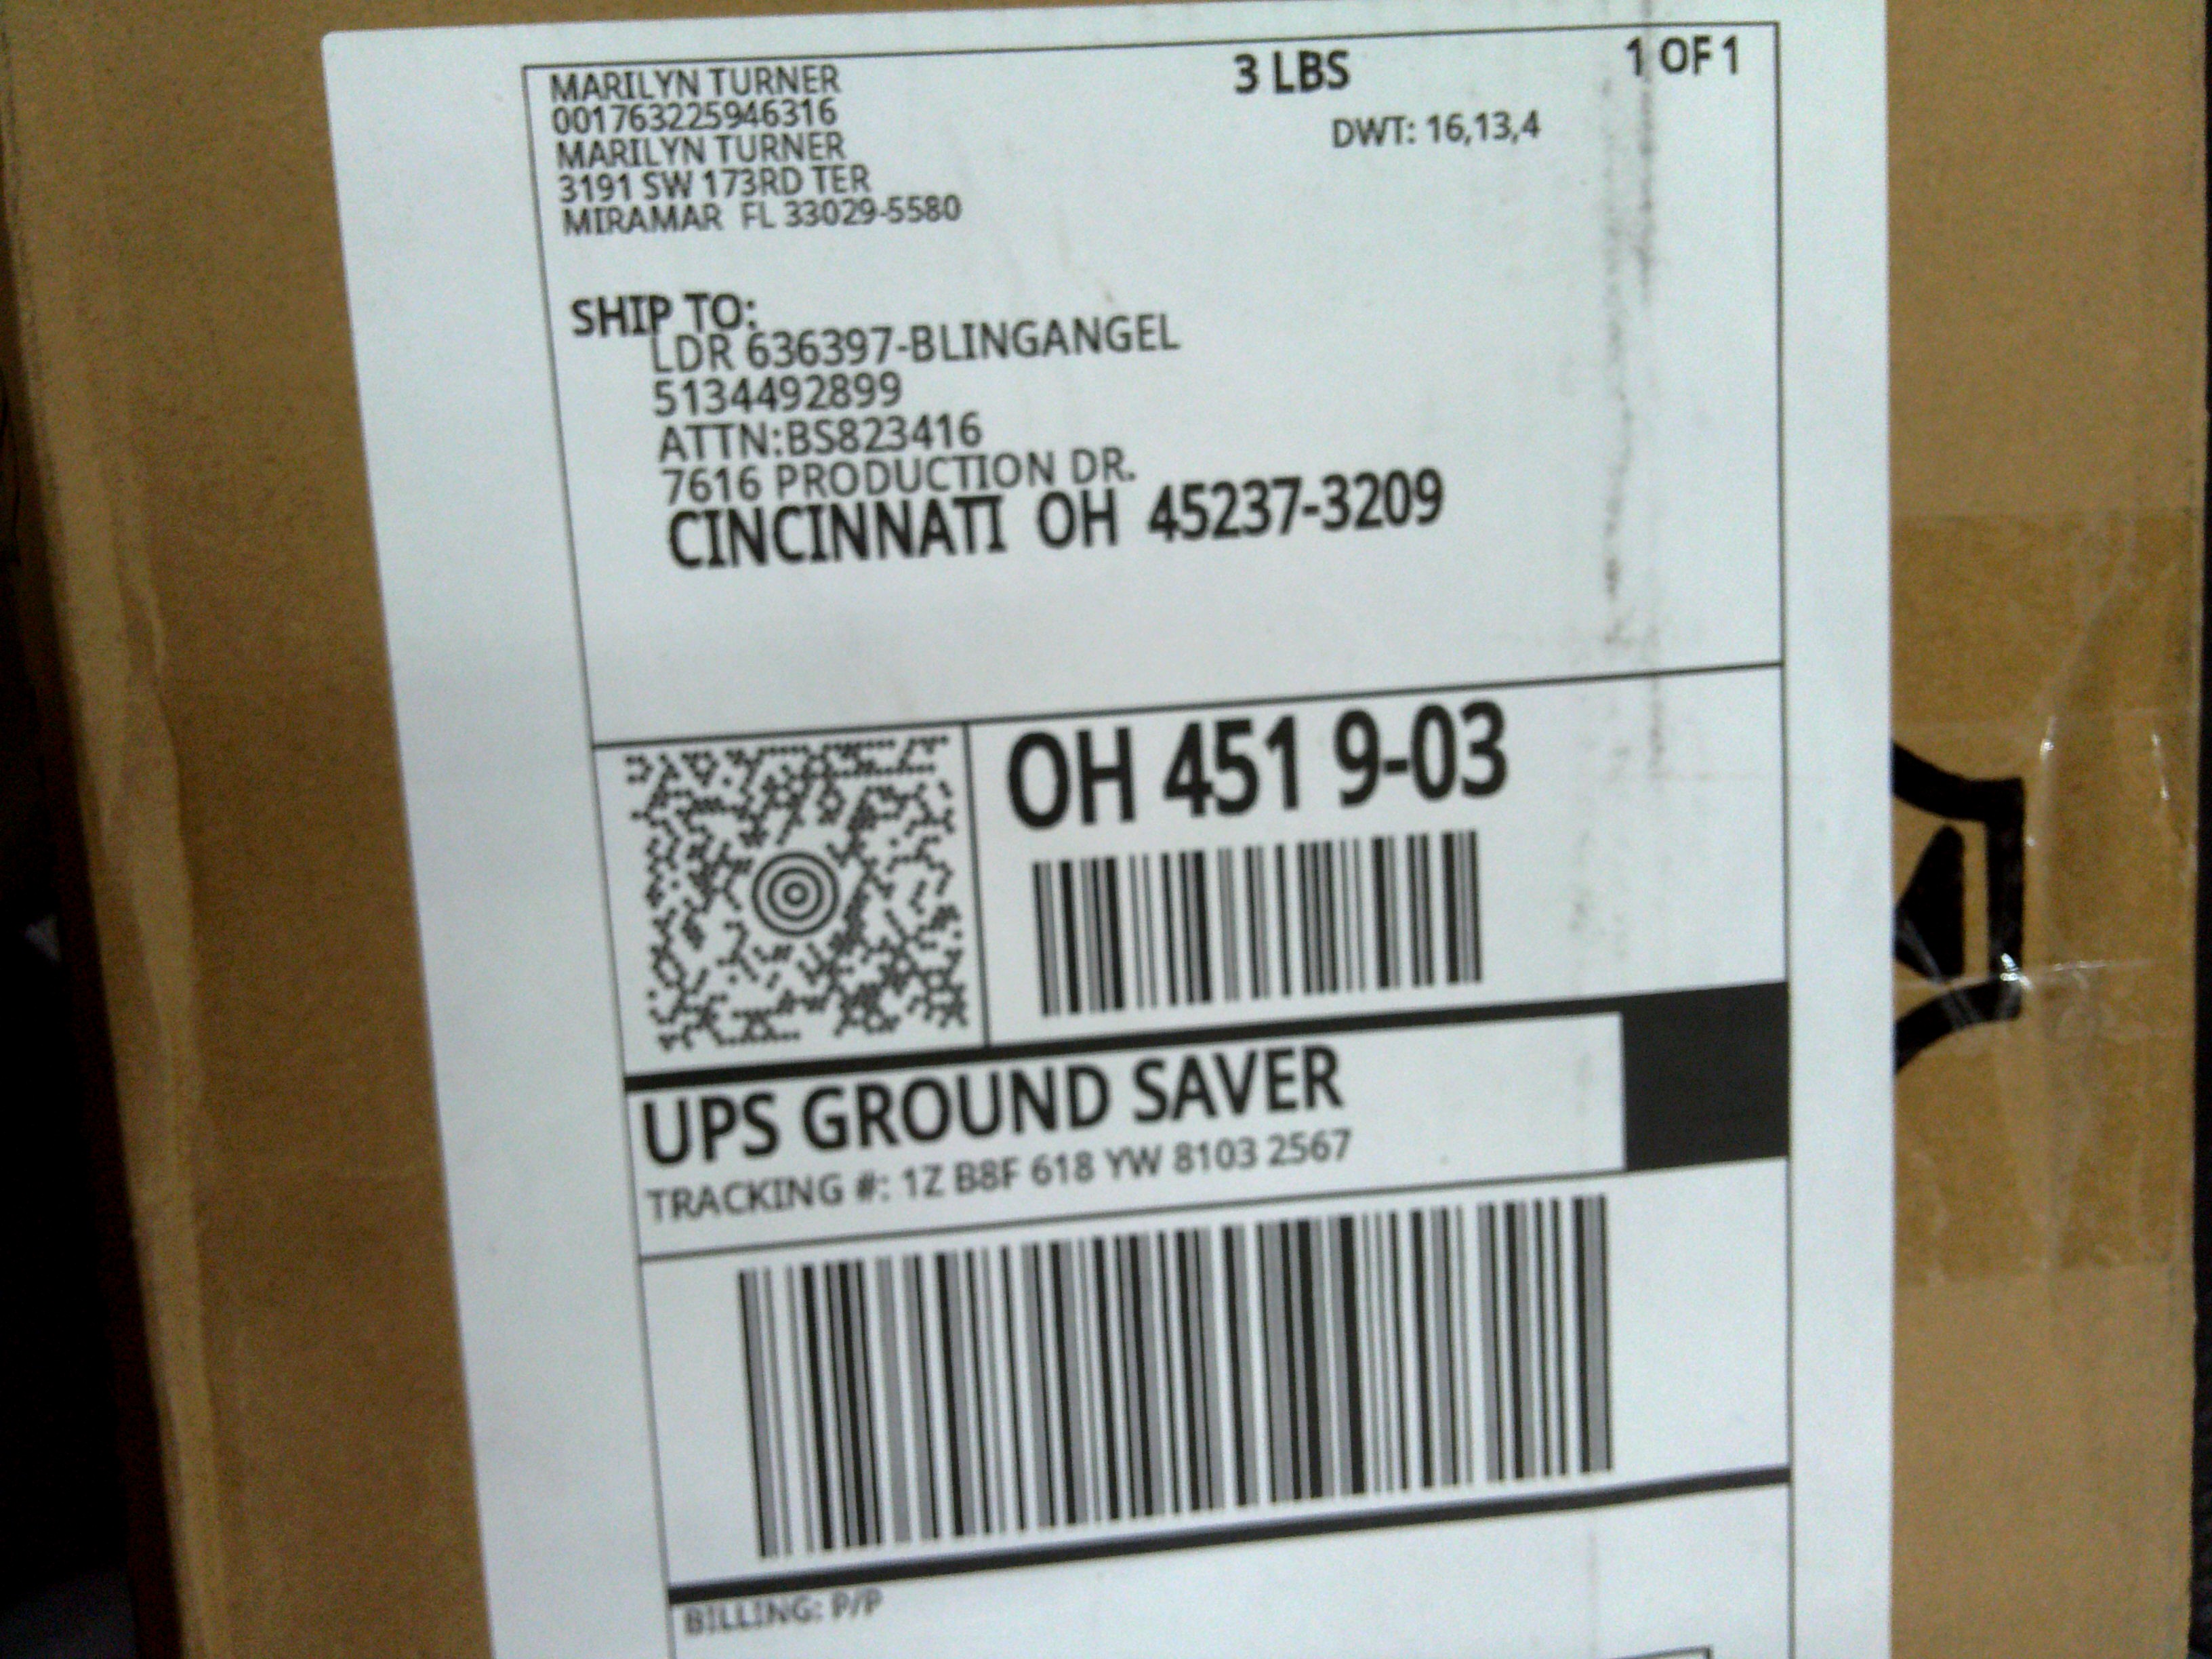 MARILYN TURNER
001763225946316
MARILYN TURNER
3191 SW 173RD TER
MIRAMAR FL 33029-5580
3 LBS
1 OF 1
DWT: 16,13,4
SHIP TO:
LDR 636397-BLINGANGEL
5134492899
ATTN:BS823416
7616 PRODUCTION DR.
CINCINNATI OH 45237-3209
OH 451 9-03
UPS GROUND SAVER
TRACKING #: 1Z B8F 618 YW 8103 2567
BILLING: P/P